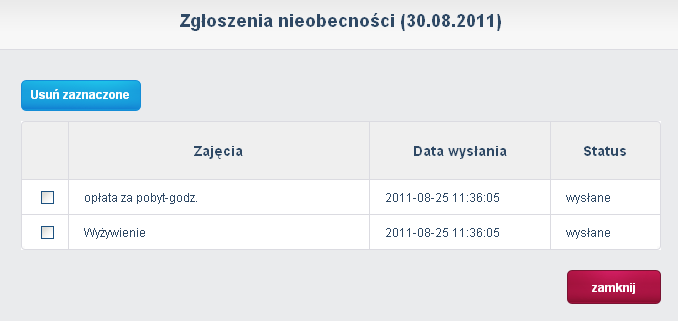 Zgłoszenia nieobecności (30.08.2011)
Usuń zaznaczone
Zajęcia Data wysłania Status
opłata za pobyt-godz. 2011-08-25 11:36:05 wysłane
Wyżywienie 2011-08-25 11:36:05 wysłane
zamknij